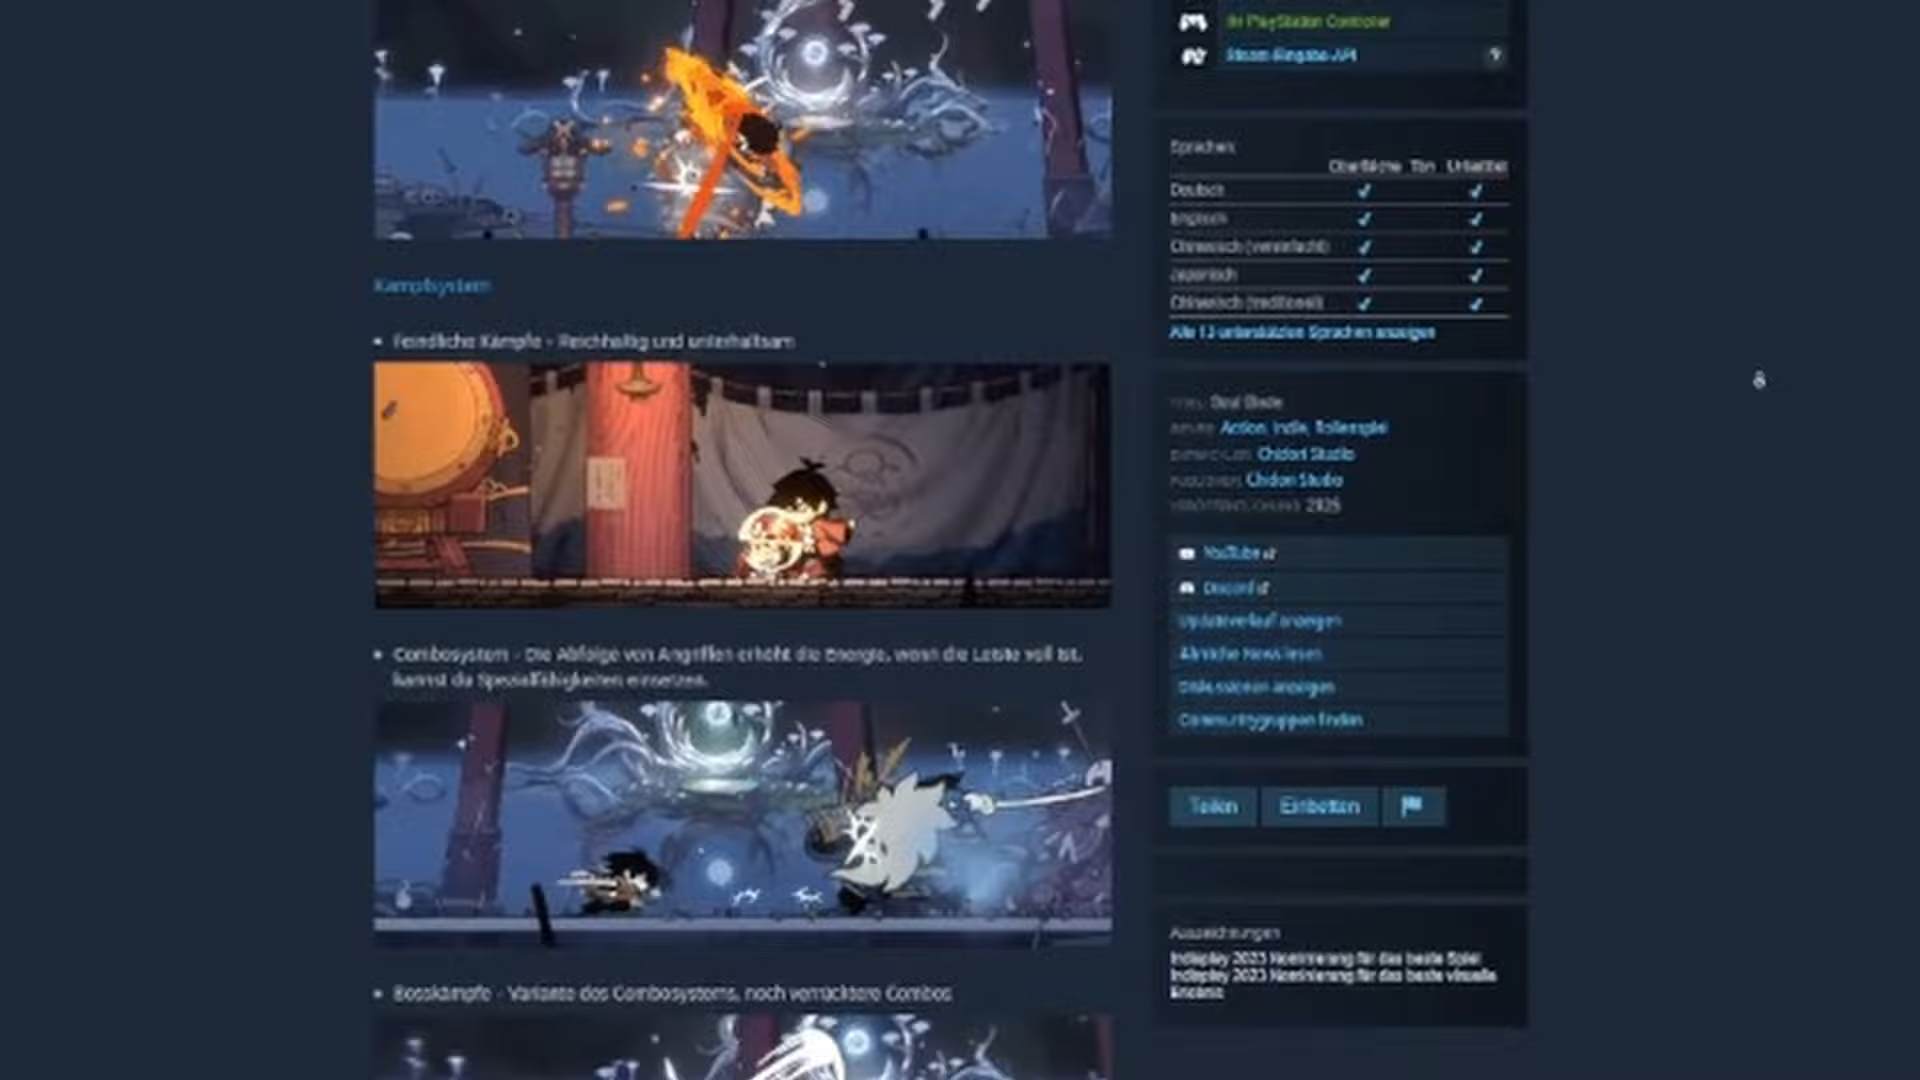 Ihr PlayStation Controller
Steam-Eingabe-API
?
Sprachen:
Oberfläche Ton Untertitel
Deutsch
Englisch
Chinesisch (vereinfacht)
Japanisch
Chinesisch (traditionell)
Alle 13 unterstützten Sprachen anzeigen
Kampfsystem
Feindliche Kämpfe - Reichhaltig und unterhaltsam
Soul Blade
Action, Indie, Rollenspiel
Chidori Studio
Chidori Studio
2025
YouTube
Discord
Updateverlauf anzeigen
Ähnliche News lesen
Diskussionen anzeigen
Communitygruppen finden
Combosystem - Die Abfolge von Angriffen erhöht die Energie, wenn die Leiste voll ist,
kannst du Spezialfähigkeiten einsetzen.
Teilen Einbetten
Auszeichnungen
Indieplay 2023 Nominierung für das beste Spiel
Indieplay 2023 Nominierung für das beste visuelle
Erlebnis
Bosskämpfe - Variante des Combosystems, noch verrücktere Combos